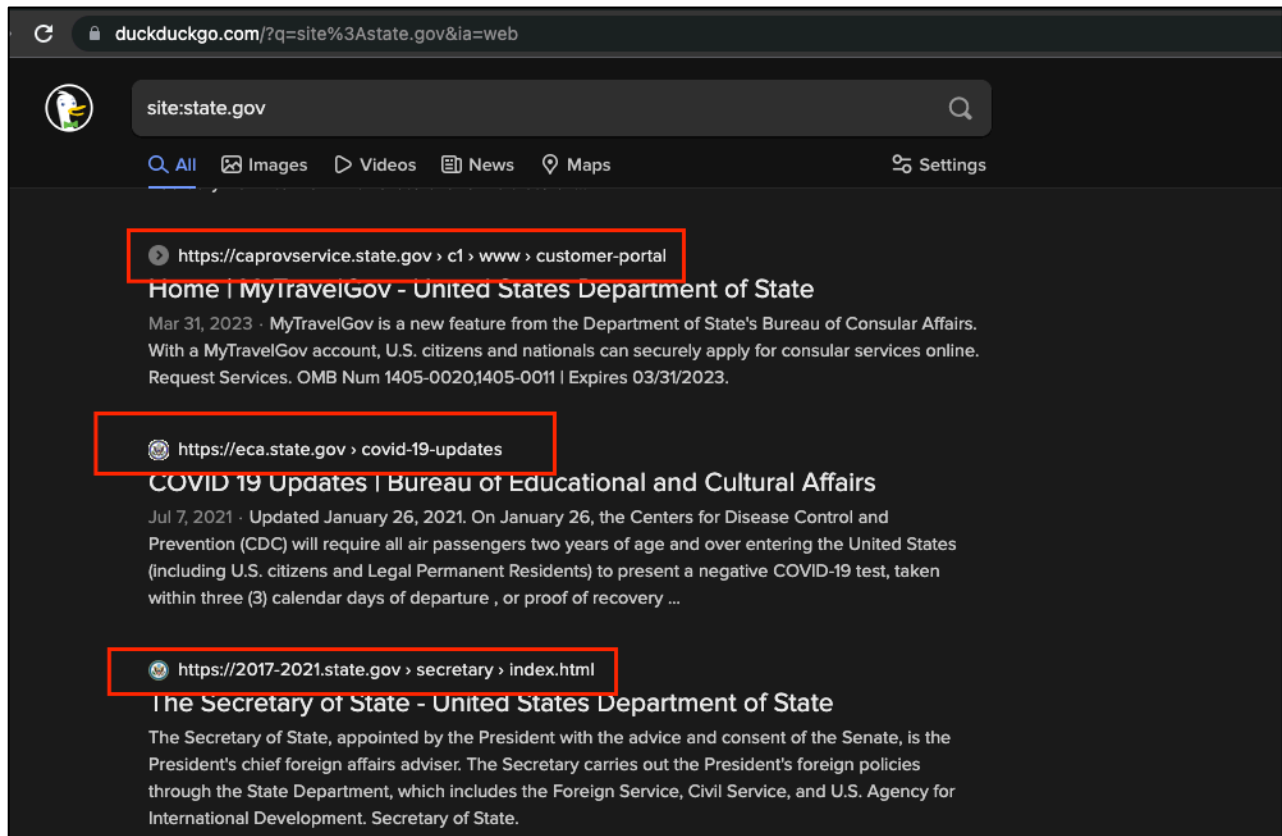 duckduckgo.com/?q=site%3Astate.gov&ia=web
site:state.gov
All Images Videos News Maps Settings
https://caprovservice.state.gov › c1 › www › customer-portal
Home | MyTravelGov - United States Department of State
Mar 31, 2023 · MyTravelGov is a new feature from the Department of State's Bureau of Consular Affairs.
With a MyTravelGov account, U.S. citizens and nationals can securely apply for consular services online.
Request Services. OMB Num 1405-0020,1405-0011 | Expires 03/31/2023.
https://eca.state.gov › covid-19-updates
COVID 19 Updates | Bureau of Educational and Cultural Affairs
Jul 7, 2021 · Updated January 26, 2021. On January 26, the Centers for Disease Control and
Prevention (CDC) will require all air passengers two years of age and over entering the United States
(including U.S. citizens and Legal Permanent Residents) to present a negative COVID-19 test, taken
within three (3) calendar days of departure , or proof of recovery ...
https://2017-2021.state.gov › secretary › index.html
The Secretary of State - United States Department of State
The Secretary of State, appointed by the President with the advice and consent of the Senate, is the
President's chief foreign affairs adviser. The Secretary carries out the President's foreign policies
through the State Department, which includes the Foreign Service, Civil Service, and U.S. Agency for
International Development. Secretary of State.